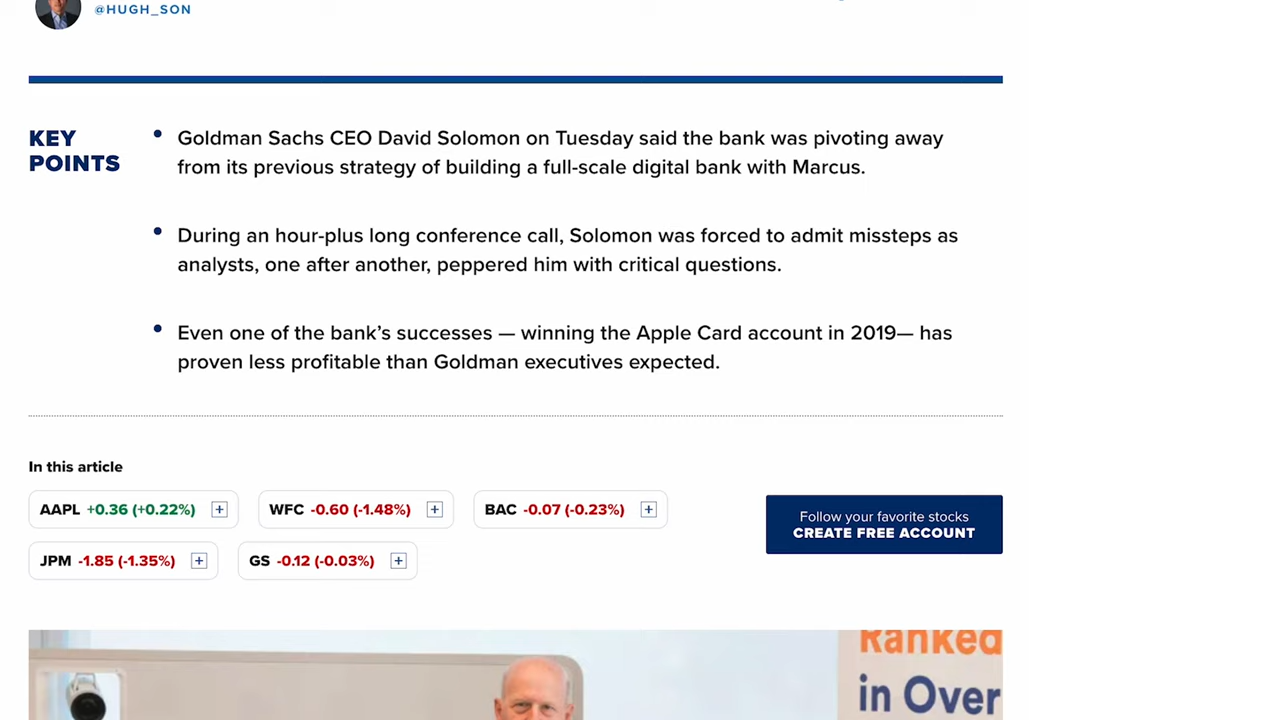 @HUGH_SON
KEY
POINTS
Goldman Sachs CEO David Solomon on Tuesday said the bank was pivoting away
from its previous strategy of building a full-scale digital bank with Marcus.
During an hour-plus long conference call, Solomon was forced to admit missteps as
analysts, one after another, peppered him with critical questions.
Even one of the bank’s successes — winning the Apple Card account in 2019— has
proven less profitable than Goldman executives expected.
In this article
AAPL +0.36 (+0.22%)
WFC -0.60 (-1.48%)
BAC -0.07 (-0.23%)
JPM -1.85 (-1.35%)
GS -0.12 (-0.03%)
Follow your favorite stocks
CREATE FREE ACCOUNT
Ranked
in Over